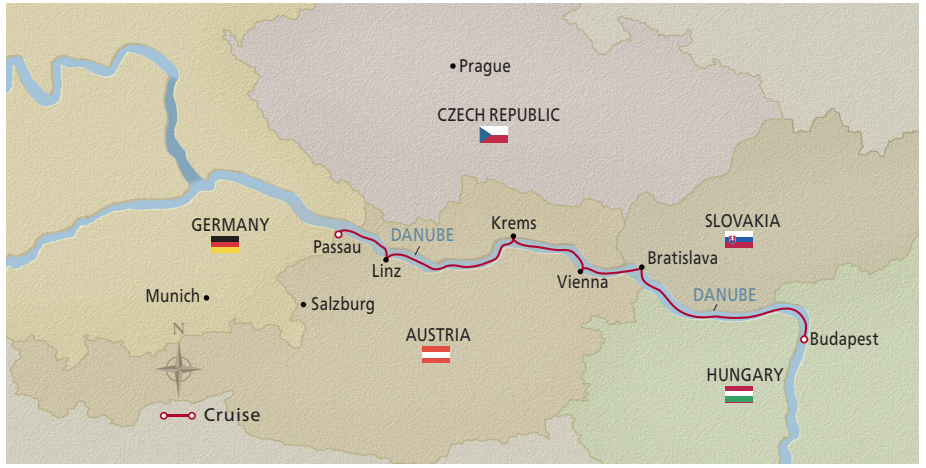 Prague
CZECH REPUBLIC
GERMANY
Passau
DANUBE
Krems
SLOVAKIA
Linz
Vienna
Bratislava
Munich
Salzburg
DANUBE
N
AUSTRIA
Budapest
HUNGARY
Cruise